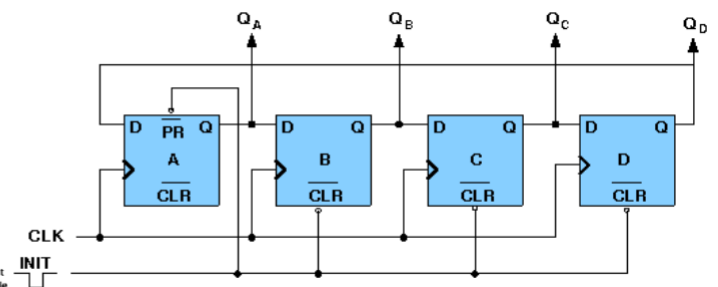 QA QB QC QD
D PR Q D Q D Q D Q
A B C D
CLR CLR CLR CLR
CLK
INIT